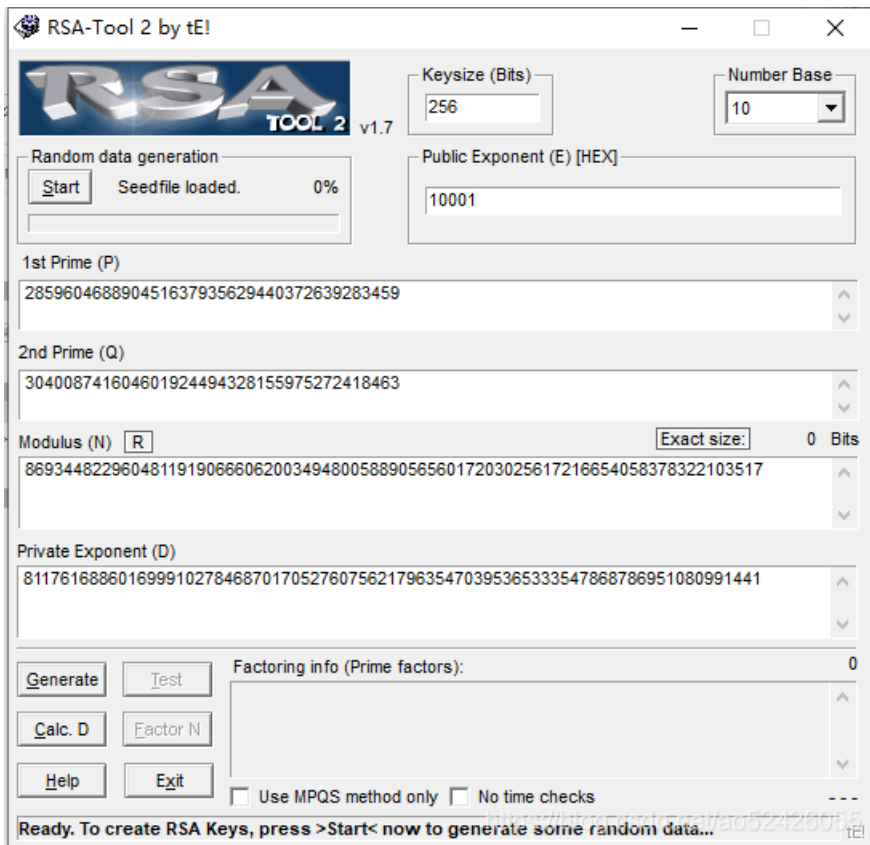 RSA-Tool 2 by tE!
RSA
TOOL 2 v1.7
Keysize (Bits)
256
Number Base
10
Random data generation
Start Seedfile loaded. 0%
Public Exponent (E) [HEX]
10001
1st Prime (P)
285960468890451637935629440372639283459
2nd Prime (Q)
304008741604601924494328155975272418463
Modulus (N) R Exact size: 0 Bits
86934482296048119190666062003494800588905656017203025617216654058378322103517
Private Exponent (D)
81176168860169991027846870170527607562179635470395365333547868786951080991441
Generate Test Factoring info (Prime factors): 0
Calc. D Factor N
Help Exit
Use MPQS method only No time checks ---
Ready. To create RSA Keys, press >Start< now to generate some random data... tE!